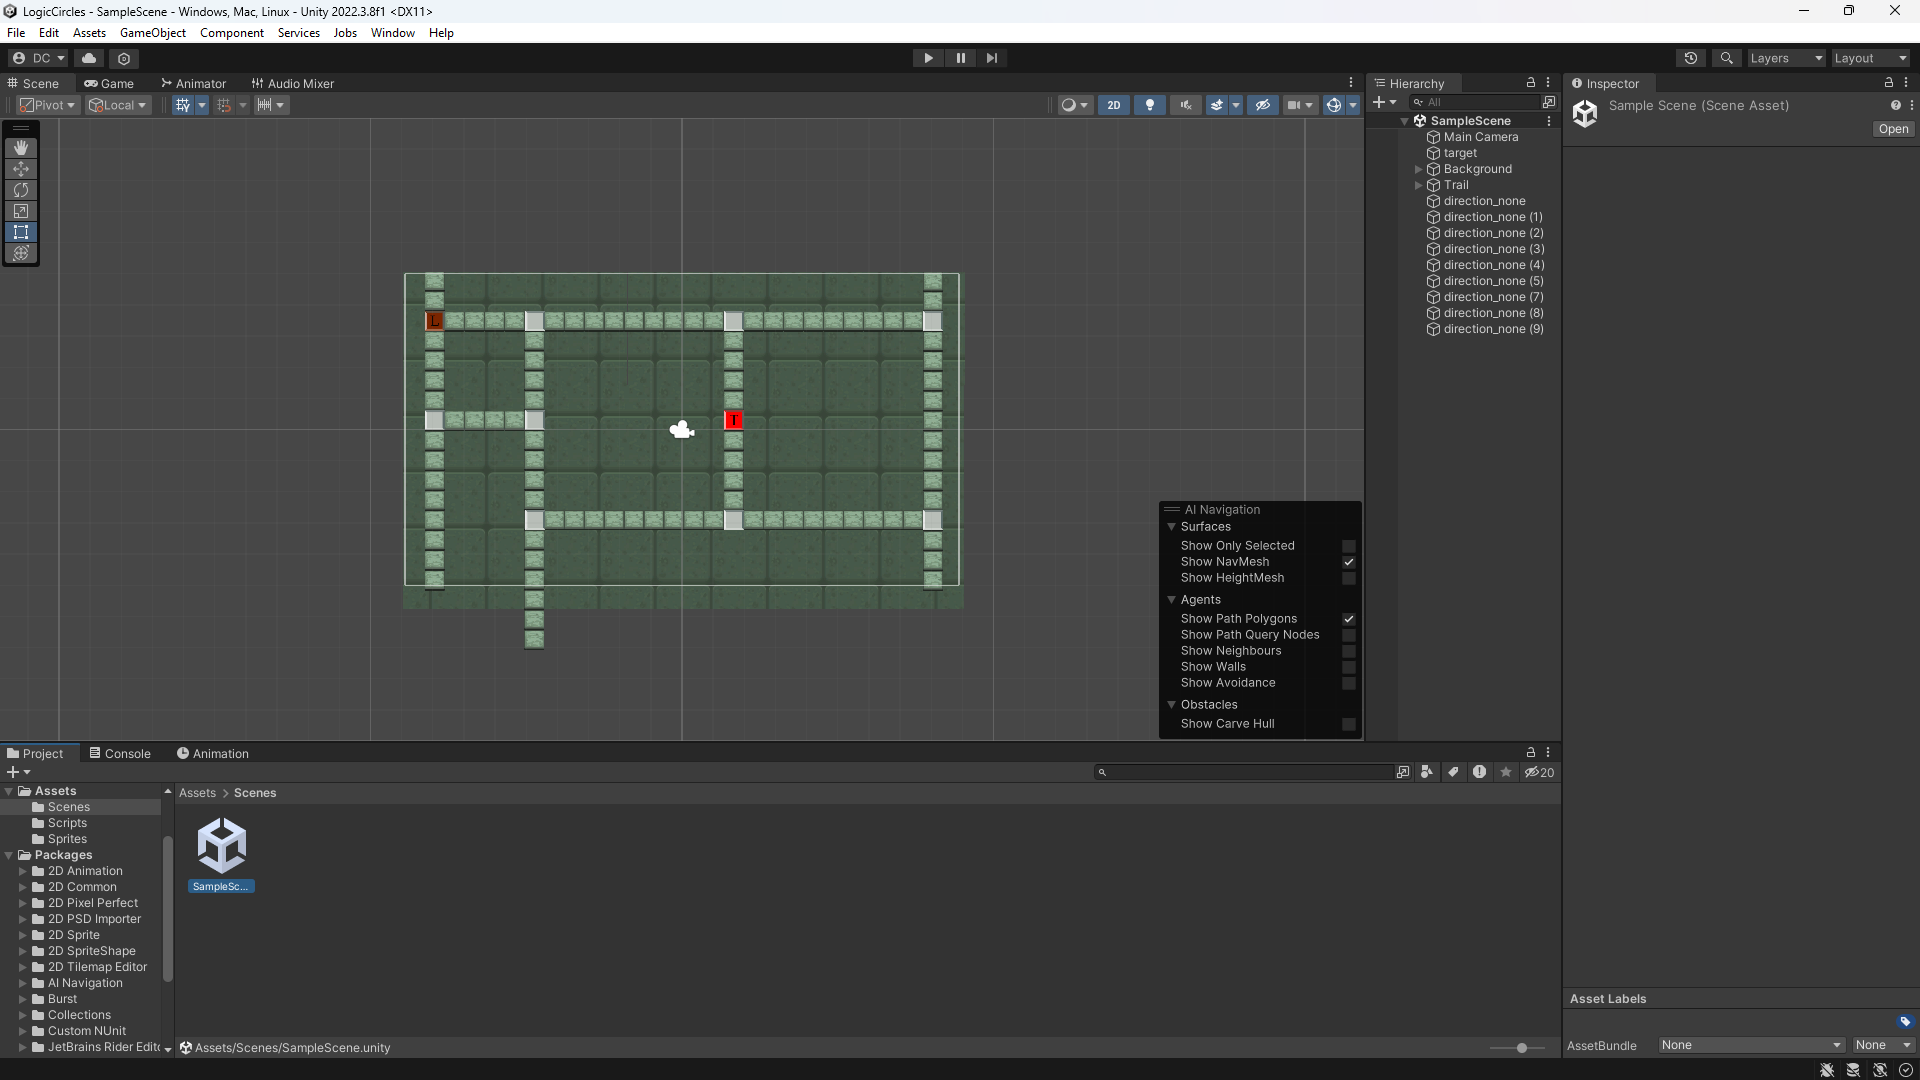 LogicCircles - SampleScene - Windows, Mac, Linux - Unity 2022.3.8f1 <DX11>
File Edit Assets GameObject Component Services Jobs Window Help
DC
Layers
Layout
Scene Game Animator Audio Mixer
Pivot Local
2D
L
I
AI Navigation
Surfaces
Show Only Selected
Show NavMesh
Show HeightMesh
Agents
Show Path Polygons
Show Path Query Nodes
Show Neighbours
Show Walls
Show Avoidance
Obstacles
Show Carve Hull
Hierarchy
All
SampleScene
Main Camera
target
Background
Trail
direction_none
direction_none (1)
direction_none (2)
direction_none (3)
direction_none (4)
direction_none (5)
direction_none (7)
direction_none (8)
direction_none (9)
Inspector
Sample Scene (Scene Asset)
Open
Project Console Animation
20
Assets
Scenes
Scripts
Sprites
Packages
2D Animation
2D Common
2D Pixel Perfect
2D PSD Importer
2D Sprite
2D SpriteShape
2D Tilemap Editor
AI Navigation
Burst
Collections
Custom NUnit
JetBrains Rider Edito
Assets > Scenes
SampleSc...
Assets/Scenes/SampleScene.unity
Asset Labels
AssetBundle None None